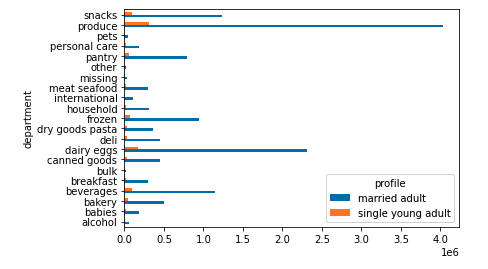 snacks
produce
pets
personal care
pantry
other
missing
meat seafood
international
household
frozen
dry goods pasta
deli
dairy eggs
canned goods
bulk
breakfast
beverages
bakery
babies
alcohol
department
profile
married adult
single young adult
0.0 0.5 1.0 1.5 2.0 2.5 3.0 3.5 4.0
1e6